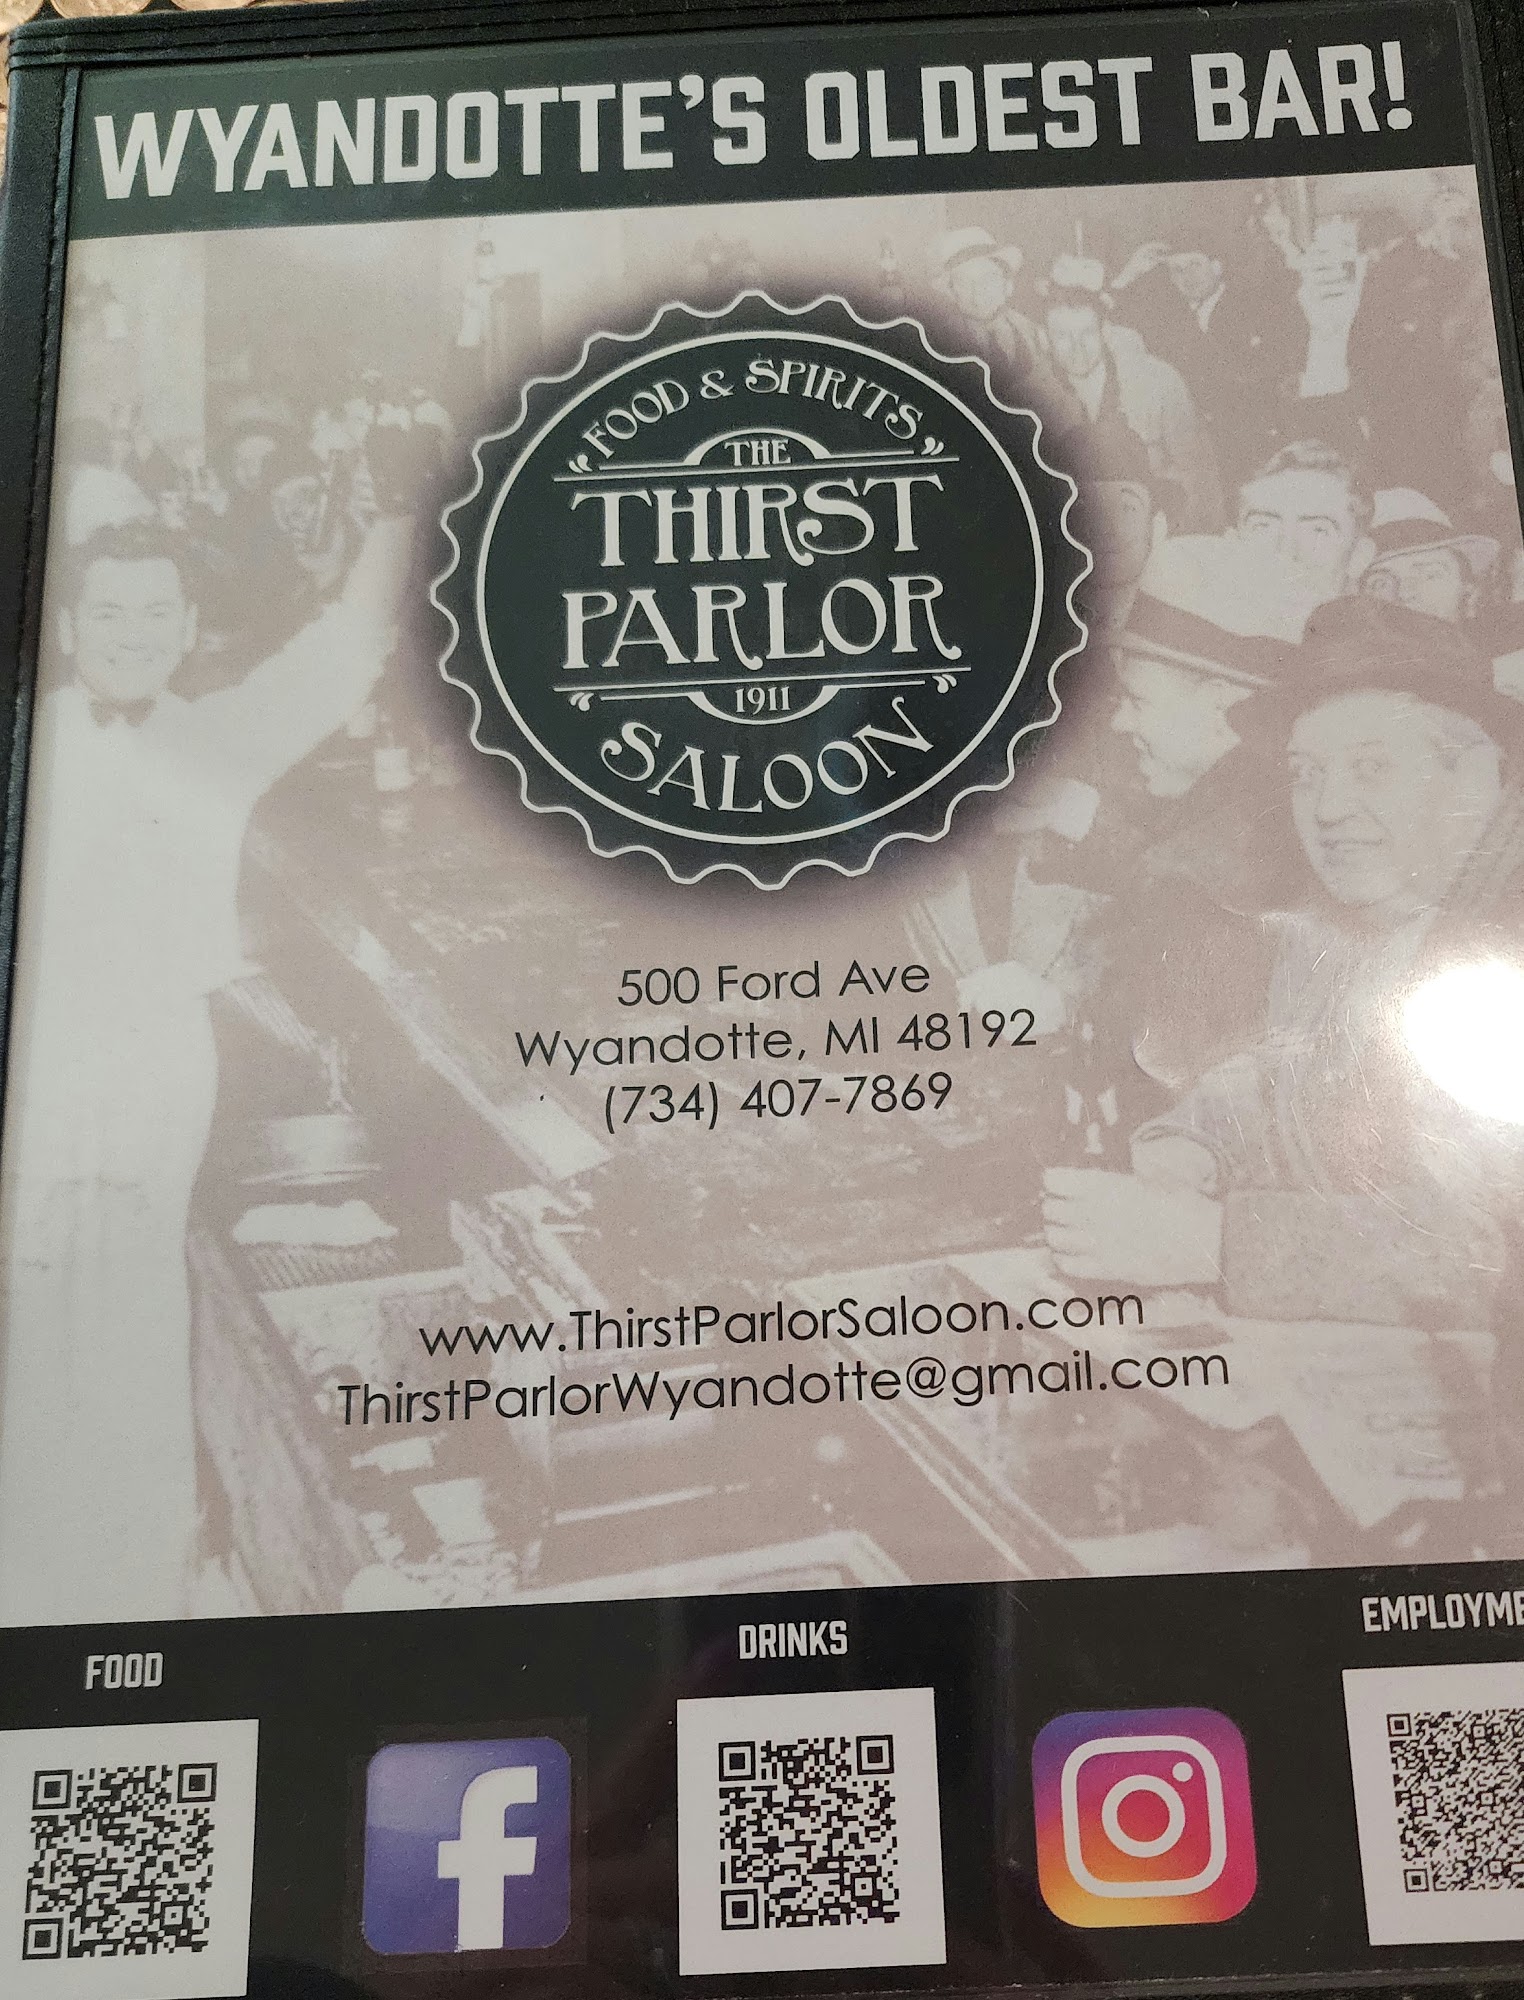 WYANDOTTE'S OLDEST BAR!
FOOD & SPIRITS
THE
THIRST
PARLOR
1911
SALOON
500 Ford Ave
Wyandotte, MI 48192
(734) 407-7869
www.ThirstParlorSaloon.com
ThirstParlorWyandotte@gmail.com
FOOD
DRINKS
EMPLOYME